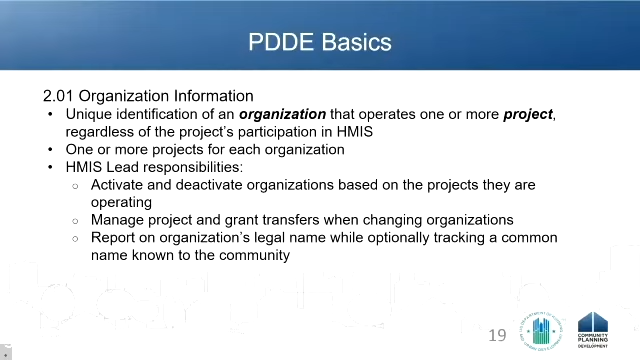 PDDE Basics
2.01 Organization Information
• Unique identification of an organization that operates one or more project,
regardless of the project's participation in HMIS
• One or more projects for each organization
• HMIS Lead responsibilities:
○ Activate and deactivate organizations based on the projects they are
operating
○ Manage project and grant transfers when changing organizations
○ Report on organization's legal name while optionally tracking a common
name known to the community
19
COMMUNITY
PLANNING
DEVELOPMENT